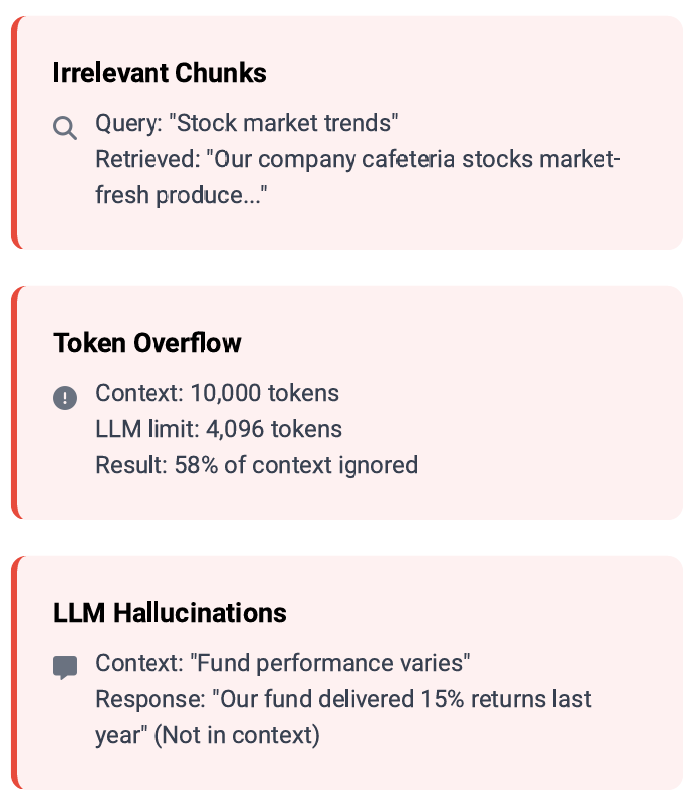 Irrelevant Chunks
Query: "Stock market trends"
Retrieved: "Our company cafeteria stocks market-
fresh produce..."
Token Overflow
Context: 10,000 tokens
LLM limit: 4,096 tokens
Result: 58% of context ignored
LLM Hallucinations
Context: "Fund performance varies"
Response: "Our fund delivered 15% returns last
year" (Not in context)